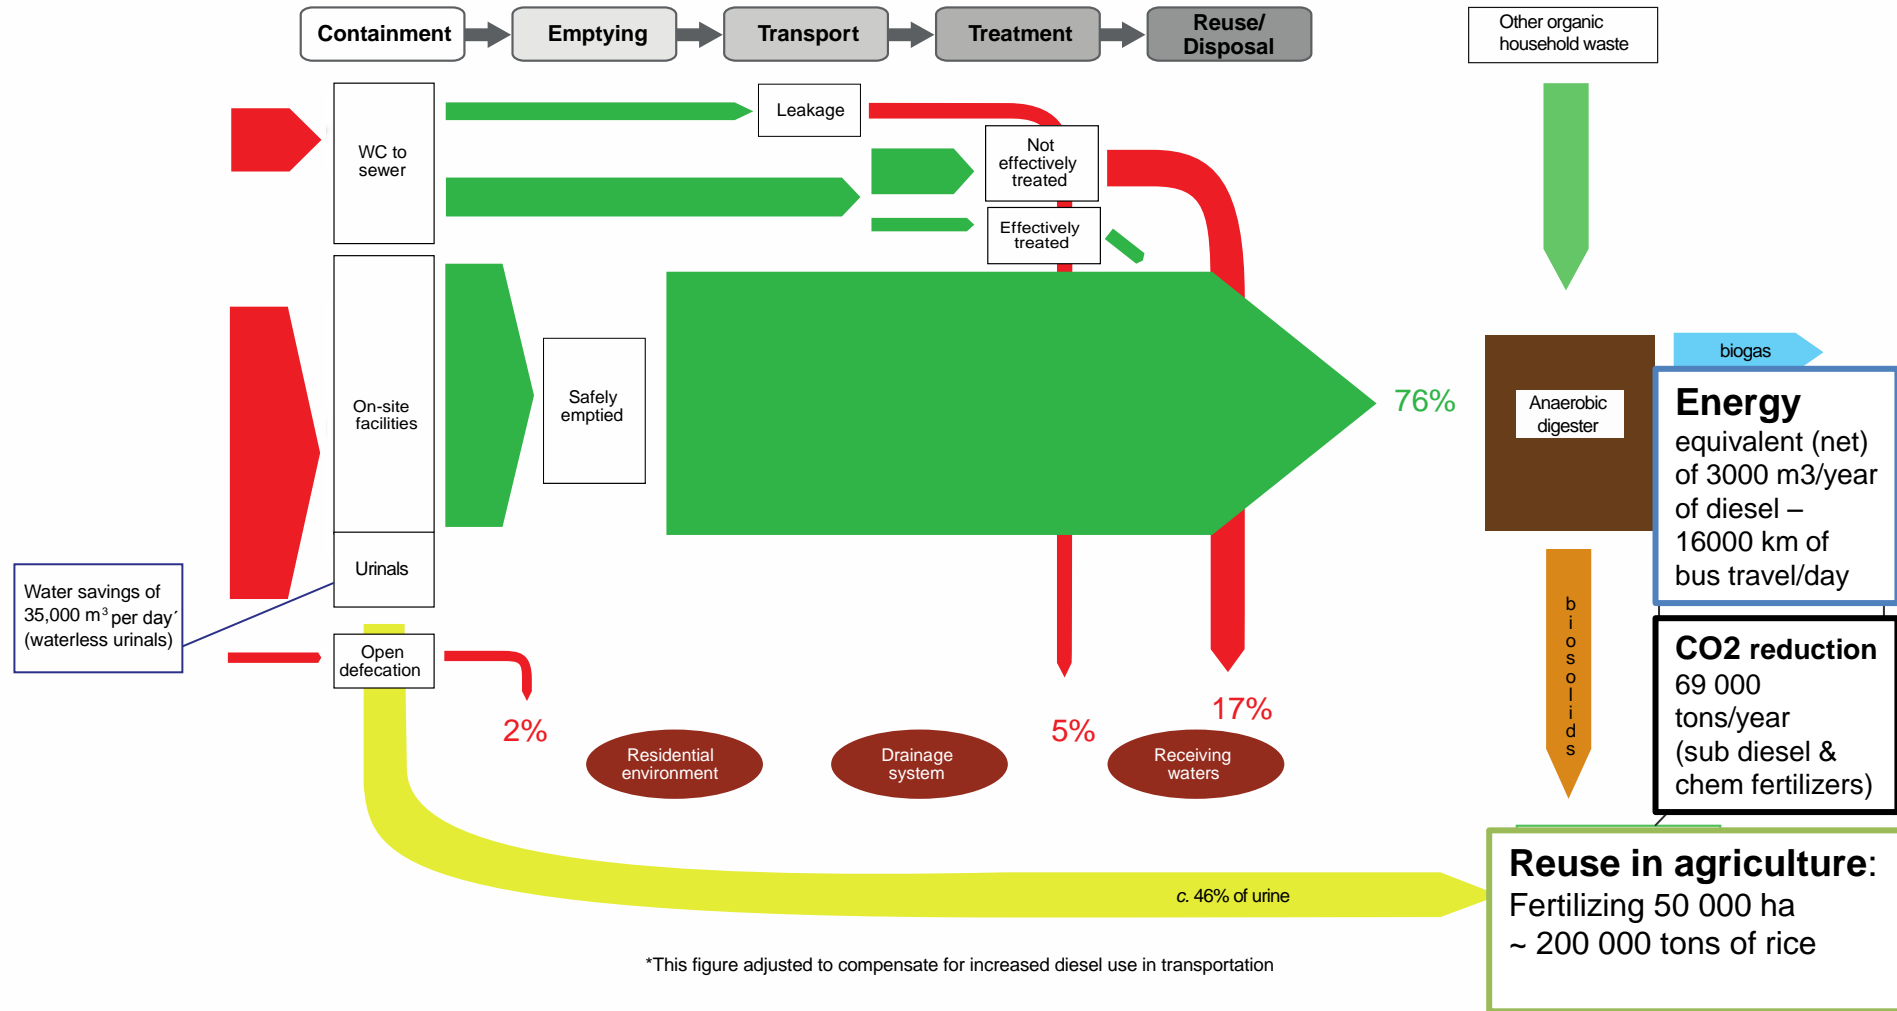 Containment
Emptying
Transport
Treatment
Reuse/
Disposal
Other organic
household waste
WC to
sewer
Leakage
Not
effectively
treated
Effectively
treated
On-site
facilities
Safely
emptied
76%
Anaerobic
digester
biogas
Energy
equivalent (net)
of 3000 m3/year
of diesel –
16000 km of
bus travel/day
Urinals
Water savings of
35,000 m³ per day´
(waterless urinals)
Open
defecation
2%
5%
17%
Residential
environment
Drainage
system
Receiving
waters
biosolids
CO2 reduction
69 000
tons/year
(sub diesel &
chem fertilizers)
c. 46% of urine
Reuse in agriculture:
Fertilizing 50 000 ha
~ 200 000 tons of rice
*This figure adjusted to compensate for increased diesel use in transportation